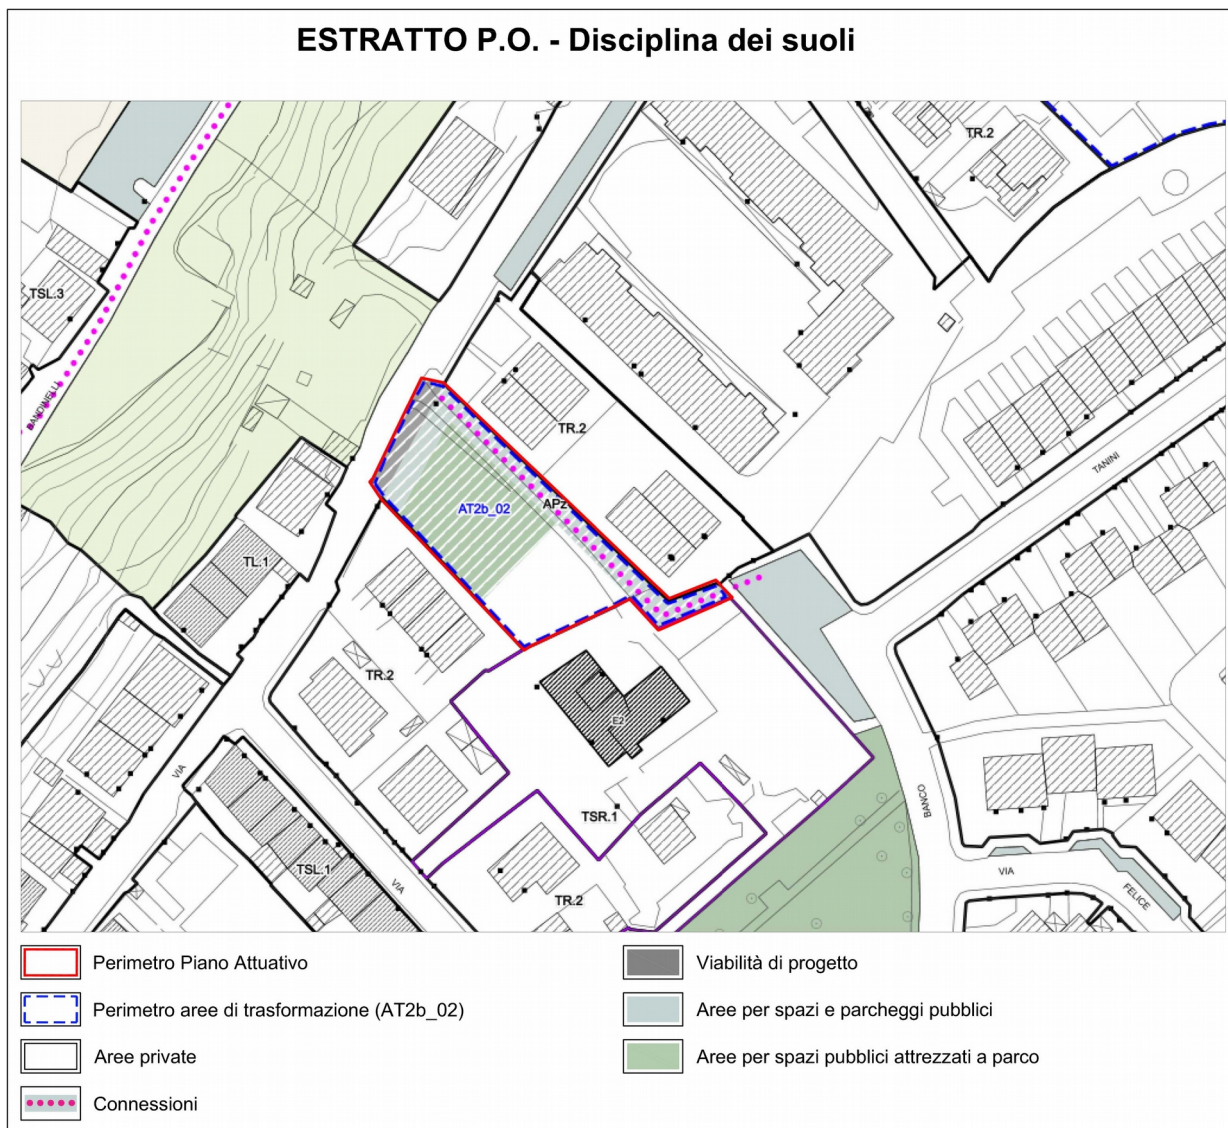 ESTRATTO P.O. - Disciplina dei suoli
TR.2
TSL.3
BANDINELLI
TR.2
TANINI
APz
AT2b_02
TL.1
TR.2
E2
VIA
BANCO
TSR.1
TSL.1
VIA
VIA
FELICE
TR.2
Perimetro Piano Attuativo
Perimetro aree di trasformazione (AT2b_02)
Aree private
Connessioni
Viabilità di progetto
Aree per spazi e parcheggi pubblici
Aree per spazi pubblici attrezzati a parco